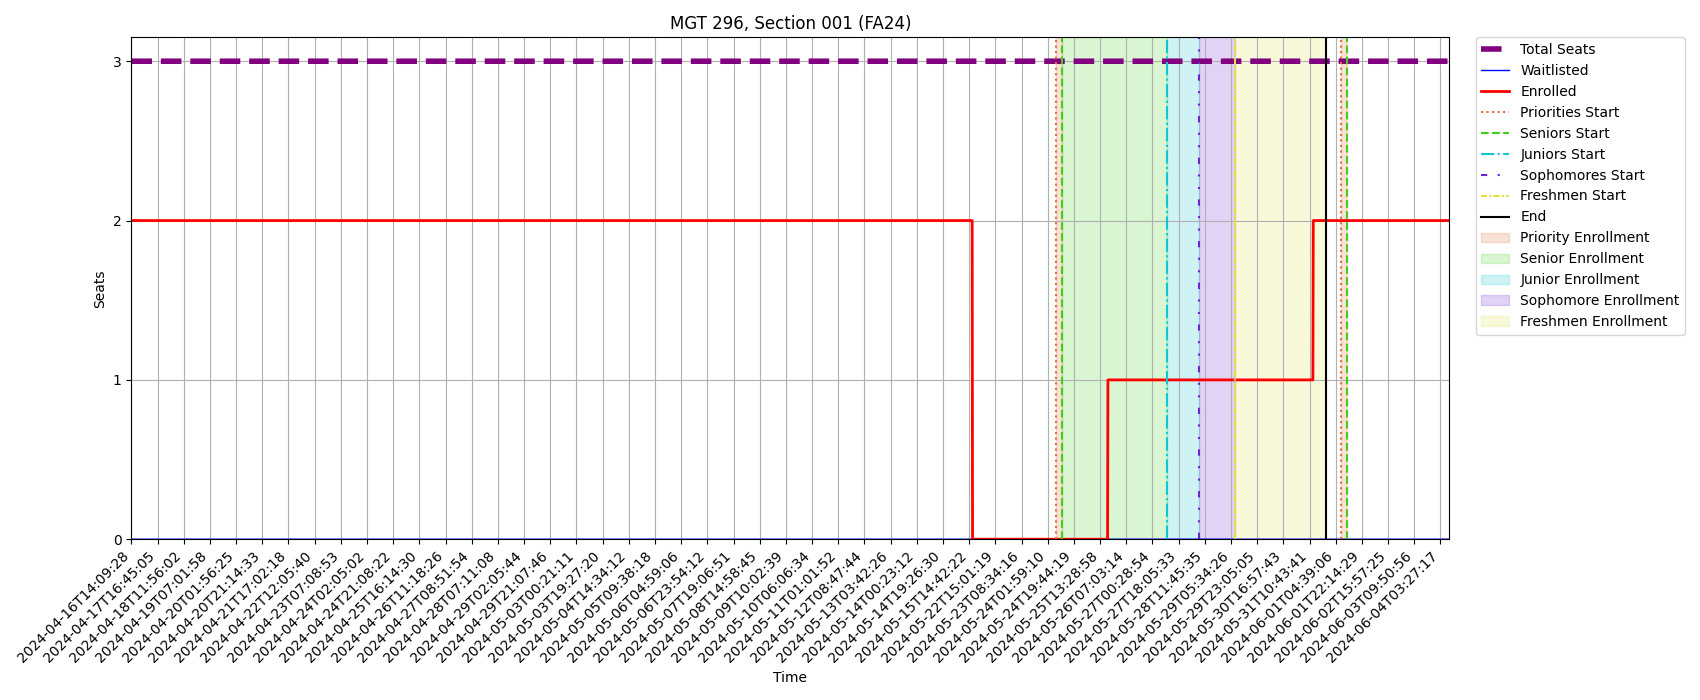 MGT 296, Section 001 (FA24)
Total Seats
Waitlisted
Enrolled
Priorities Start
Seniors Start
Juniors Start
Sophomores Start
Freshmen Start
End
Priority Enrollment
Senior Enrollment
Junior Enrollment
Sophomore Enrollment
Freshmen Enrollment
Seats
3
2
1
0
2024-04-16T14:09:28
2024-04-17T16:45:05
2024-04-18T11:56:02
2024-04-19T07:01:58
2024-04-20T01:56:25
2024-04-20T21:14:33
2024-04-21T17:02:18
2024-04-22T12:05:40
2024-04-23T07:08:53
2024-04-24T02:05:02
2024-04-24T21:08:22
2024-04-25T16:14:30
2024-04-26T11:18:26
2024-04-27T08:51:54
2024-04-28T07:11:08
2024-04-29T02:05:44
2024-04-29T21:07:46
2024-05-03T00:21:11
2024-05-03T19:27:20
2024-05-04T14:34:12
2024-05-05T09:38:18
2024-05-06T04:59:06
2024-05-06T23:54:12
2024-05-07T19:06:51
2024-05-08T14:58:45
2024-05-09T10:02:39
2024-05-10T06:06:34
2024-05-11T01:01:52
2024-05-12T08:47:44
2024-05-13T03:42:26
2024-05-14T00:23:12
2024-05-14T19:26:30
2024-05-15T14:42:22
2024-05-22T15:01:19
2024-05-23T08:34:16
2024-05-24T01:59:10
2024-05-24T19:44:19
2024-05-25T13:28:58
2024-05-26T07:03:14
2024-05-27T00:28:54
2024-05-27T18:05:33
2024-05-28T11:45:35
2024-05-29T05:34:26
2024-05-29T23:05:05
2024-05-30T16:57:43
2024-05-31T10:43:41
2024-06-01T04:39:06
2024-06-01T22:14:29
2024-06-02T15:57:25
2024-06-03T09:50:56
2024-06-04T03:27:17
Time